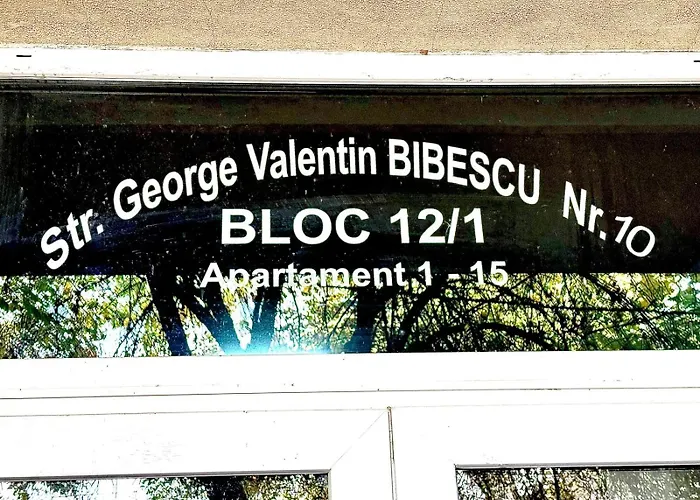 Str. George Valentin BIBESCU Nr. 10
BLOC 12/1
Apartament 1 - 15